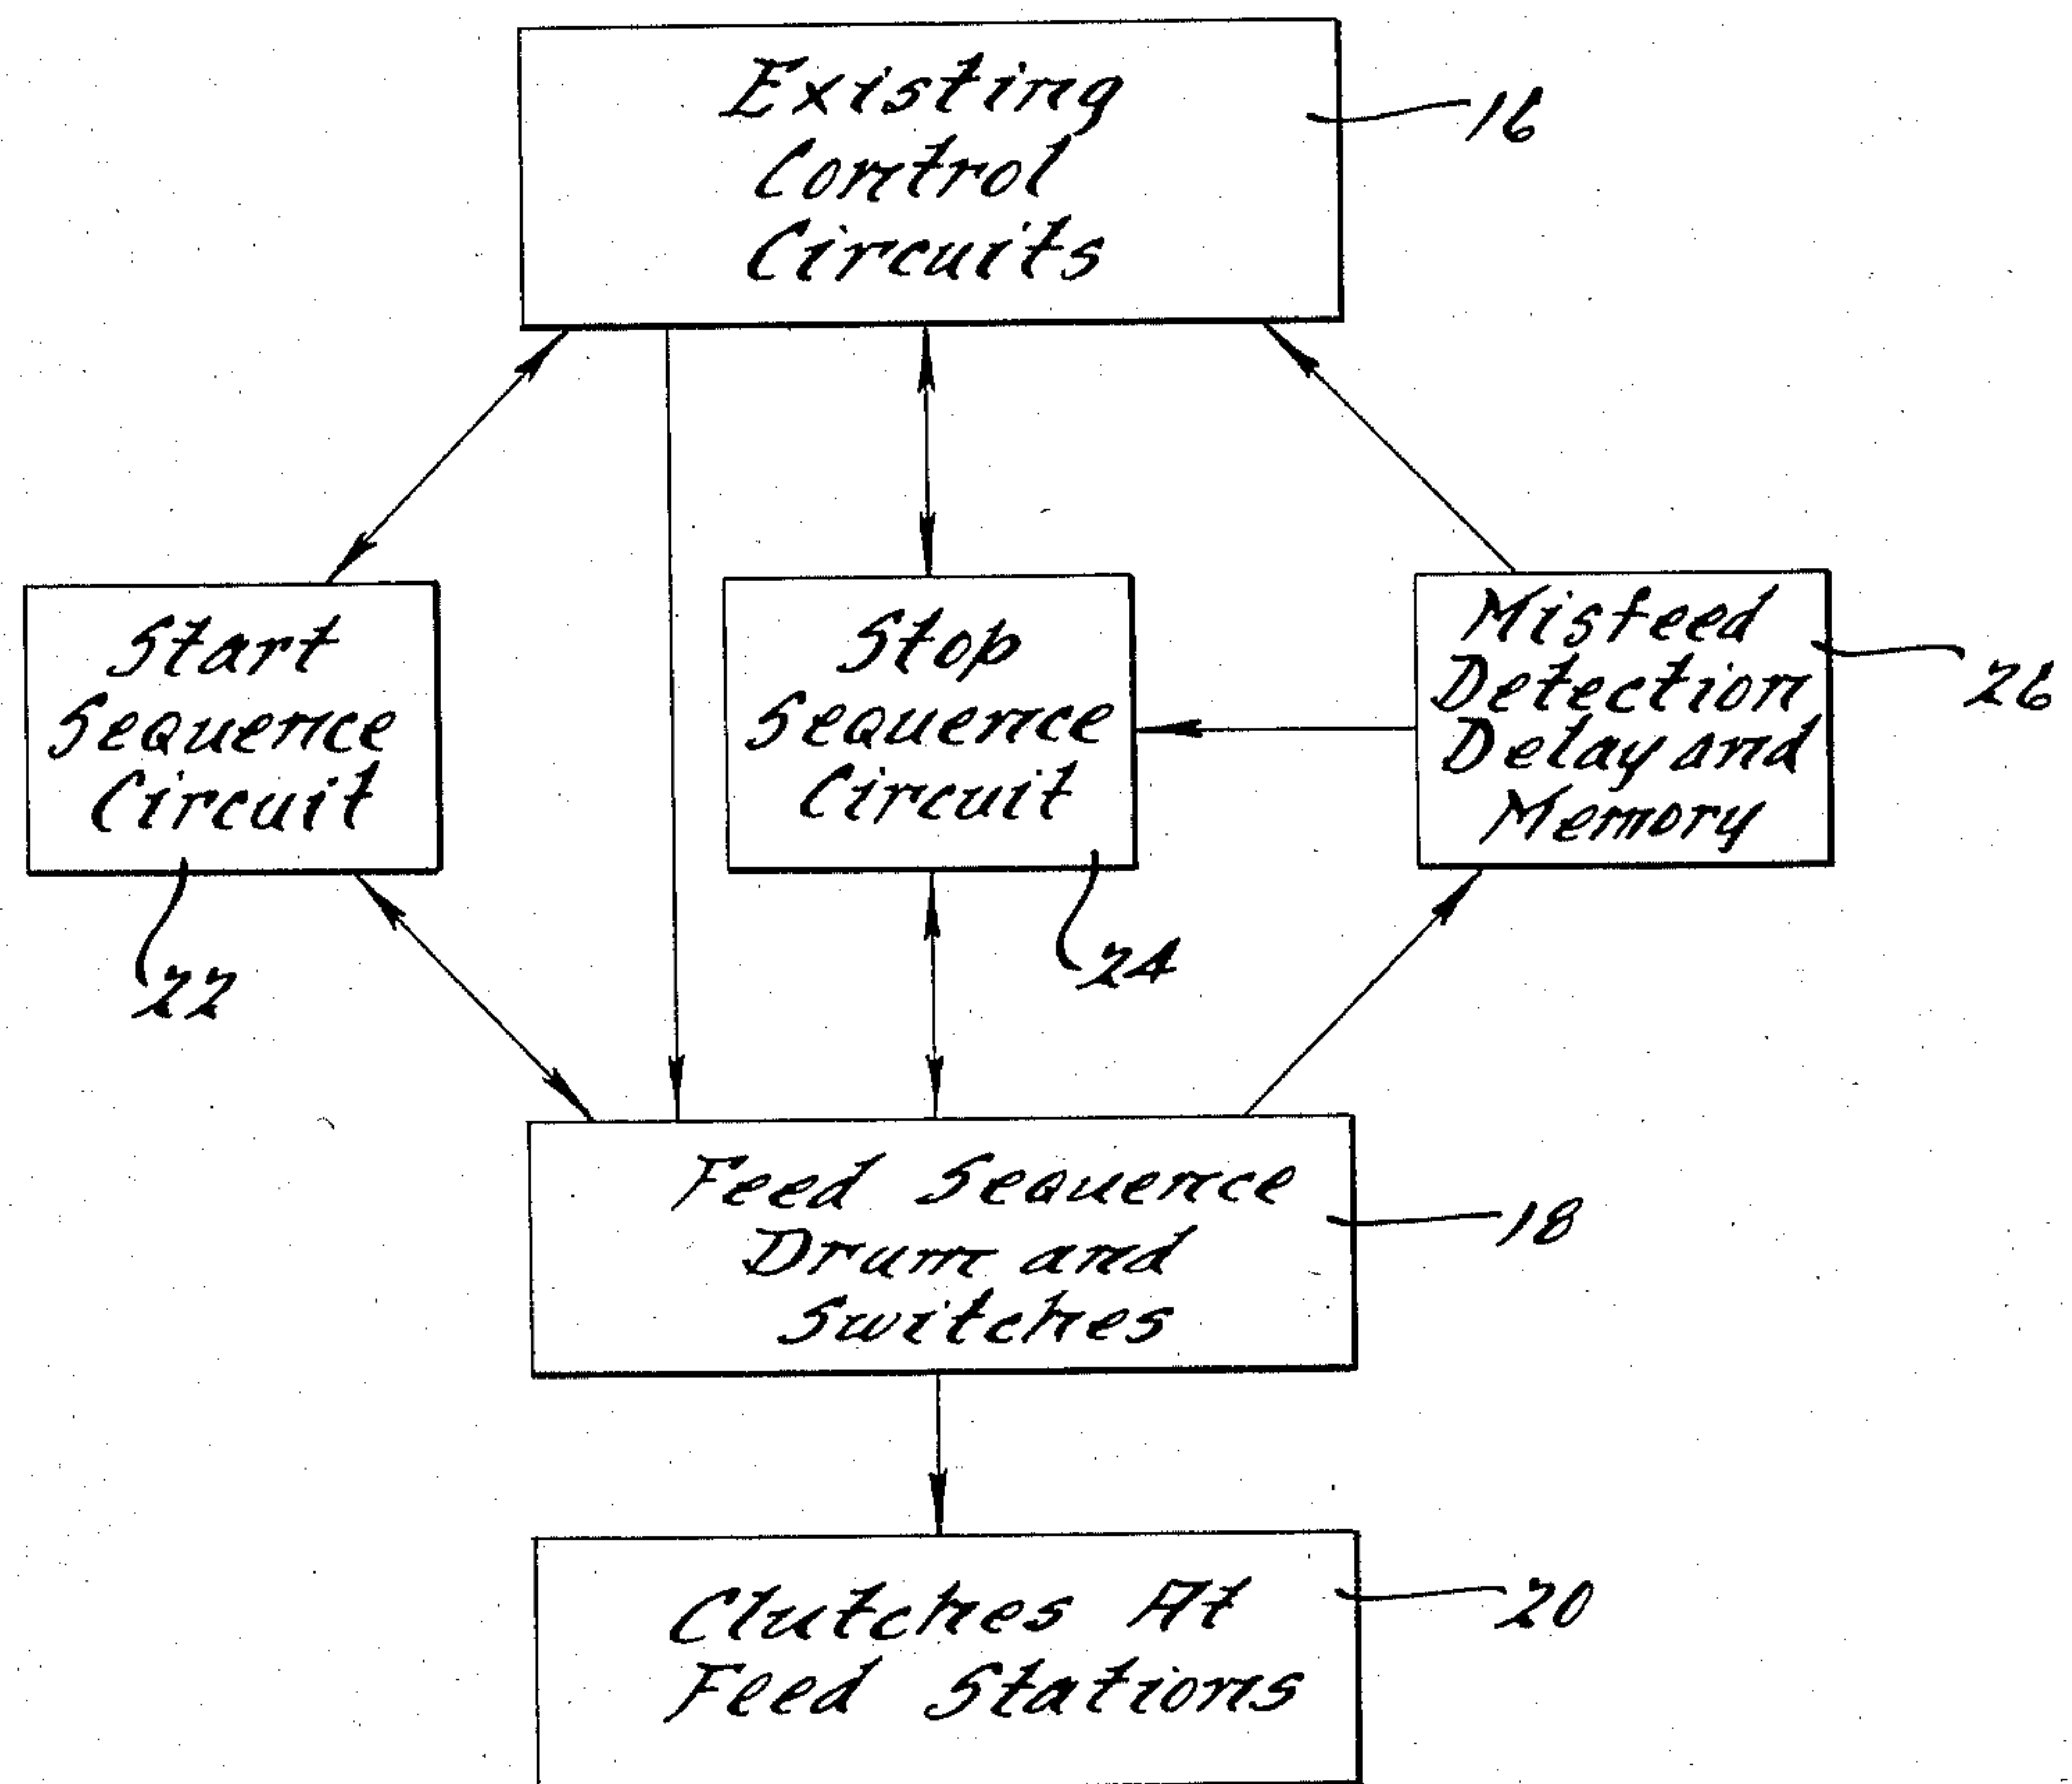 Existing
Control
Circuits
16
Start
Sequence
Circuit
22
Stop
Sequence
Circuit
24
Misfeed
Detection
Delay and
Memory
26
Feed Sequence
Drum and
Switches
18
Clutches At
Feed Stations
20